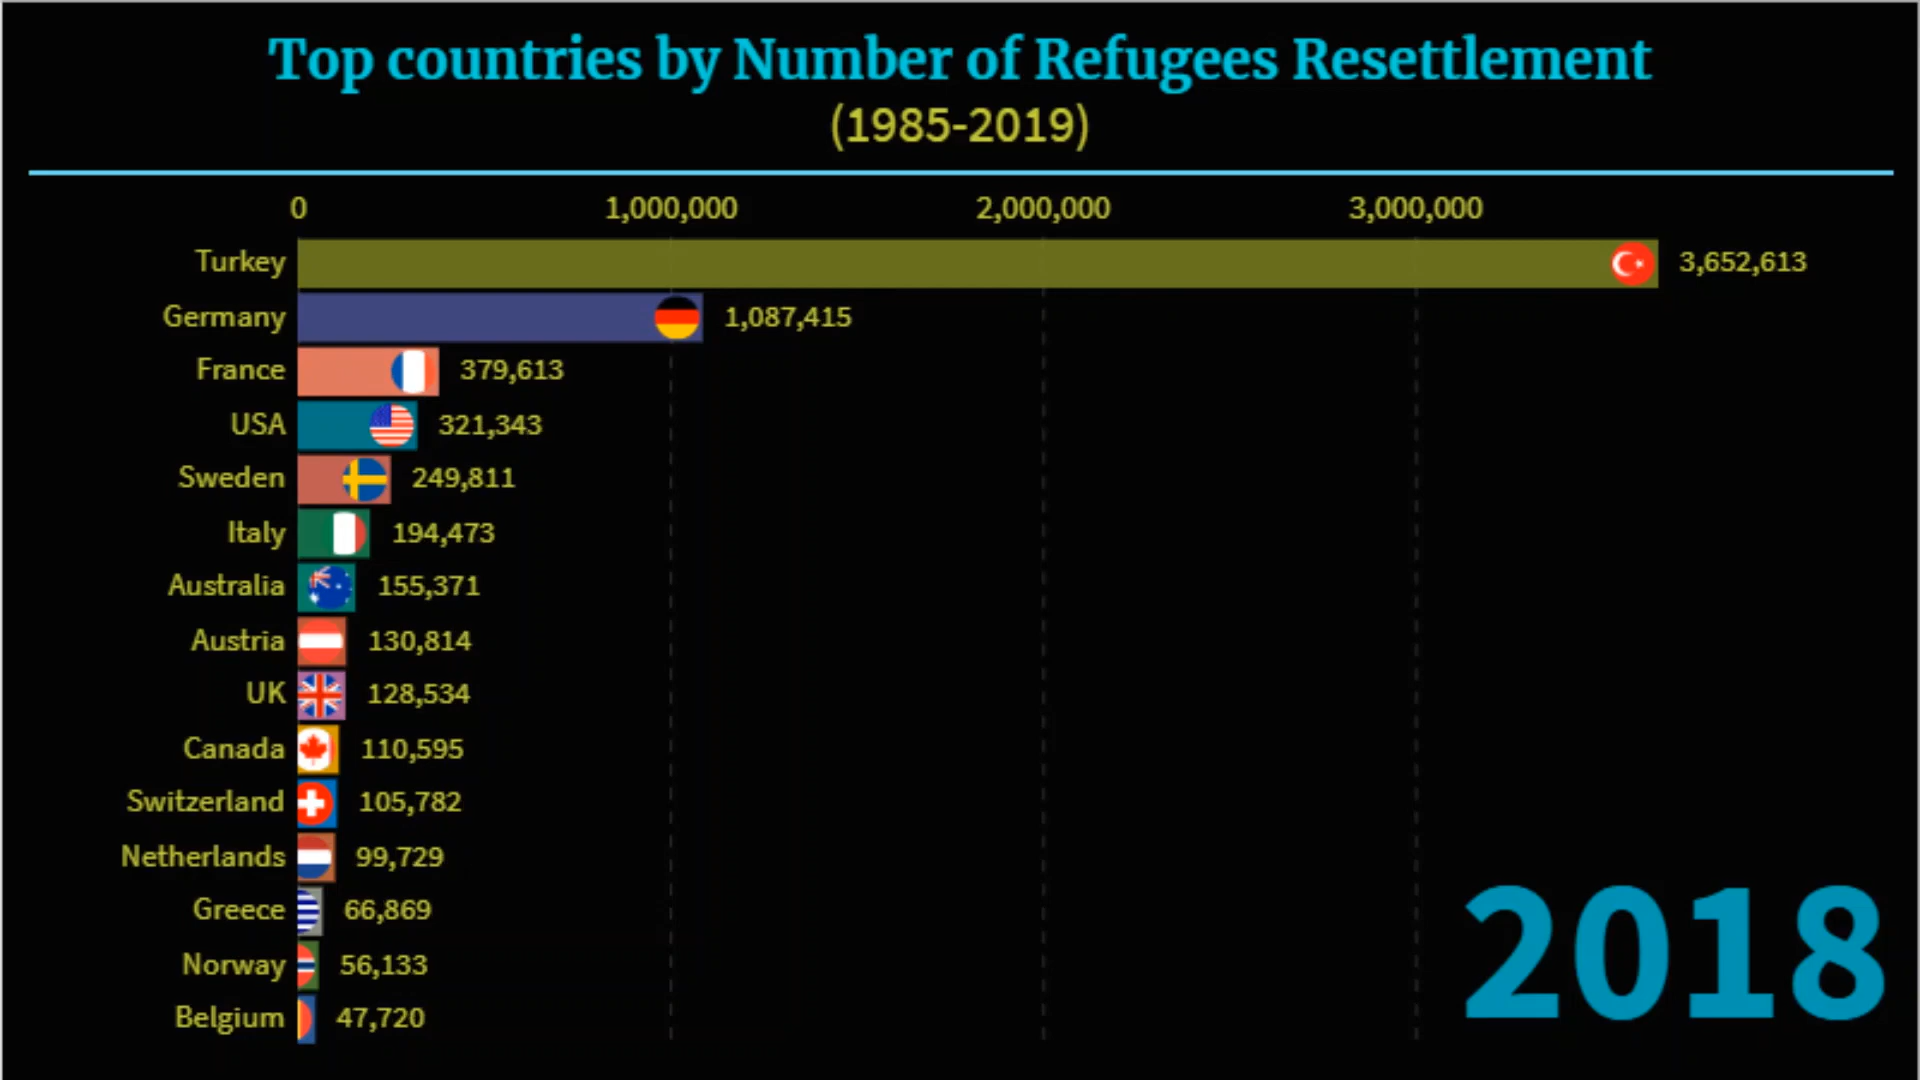 Top countries by Number of Refugees Resettlement
(1985-2019)
0 1,000,000 2,000,000 3,000,000
Turkey 3,652,613
Germany 1,087,415
France 379,613
USA 321,343
Sweden 249,811
Italy 194,473
Australia 155,371
Austria 130,814
UK 128,534
Canada 110,595
Switzerland 105,782
Netherlands 99,729
Greece 66,869
Norway 56,133
Belgium 47,720
2018